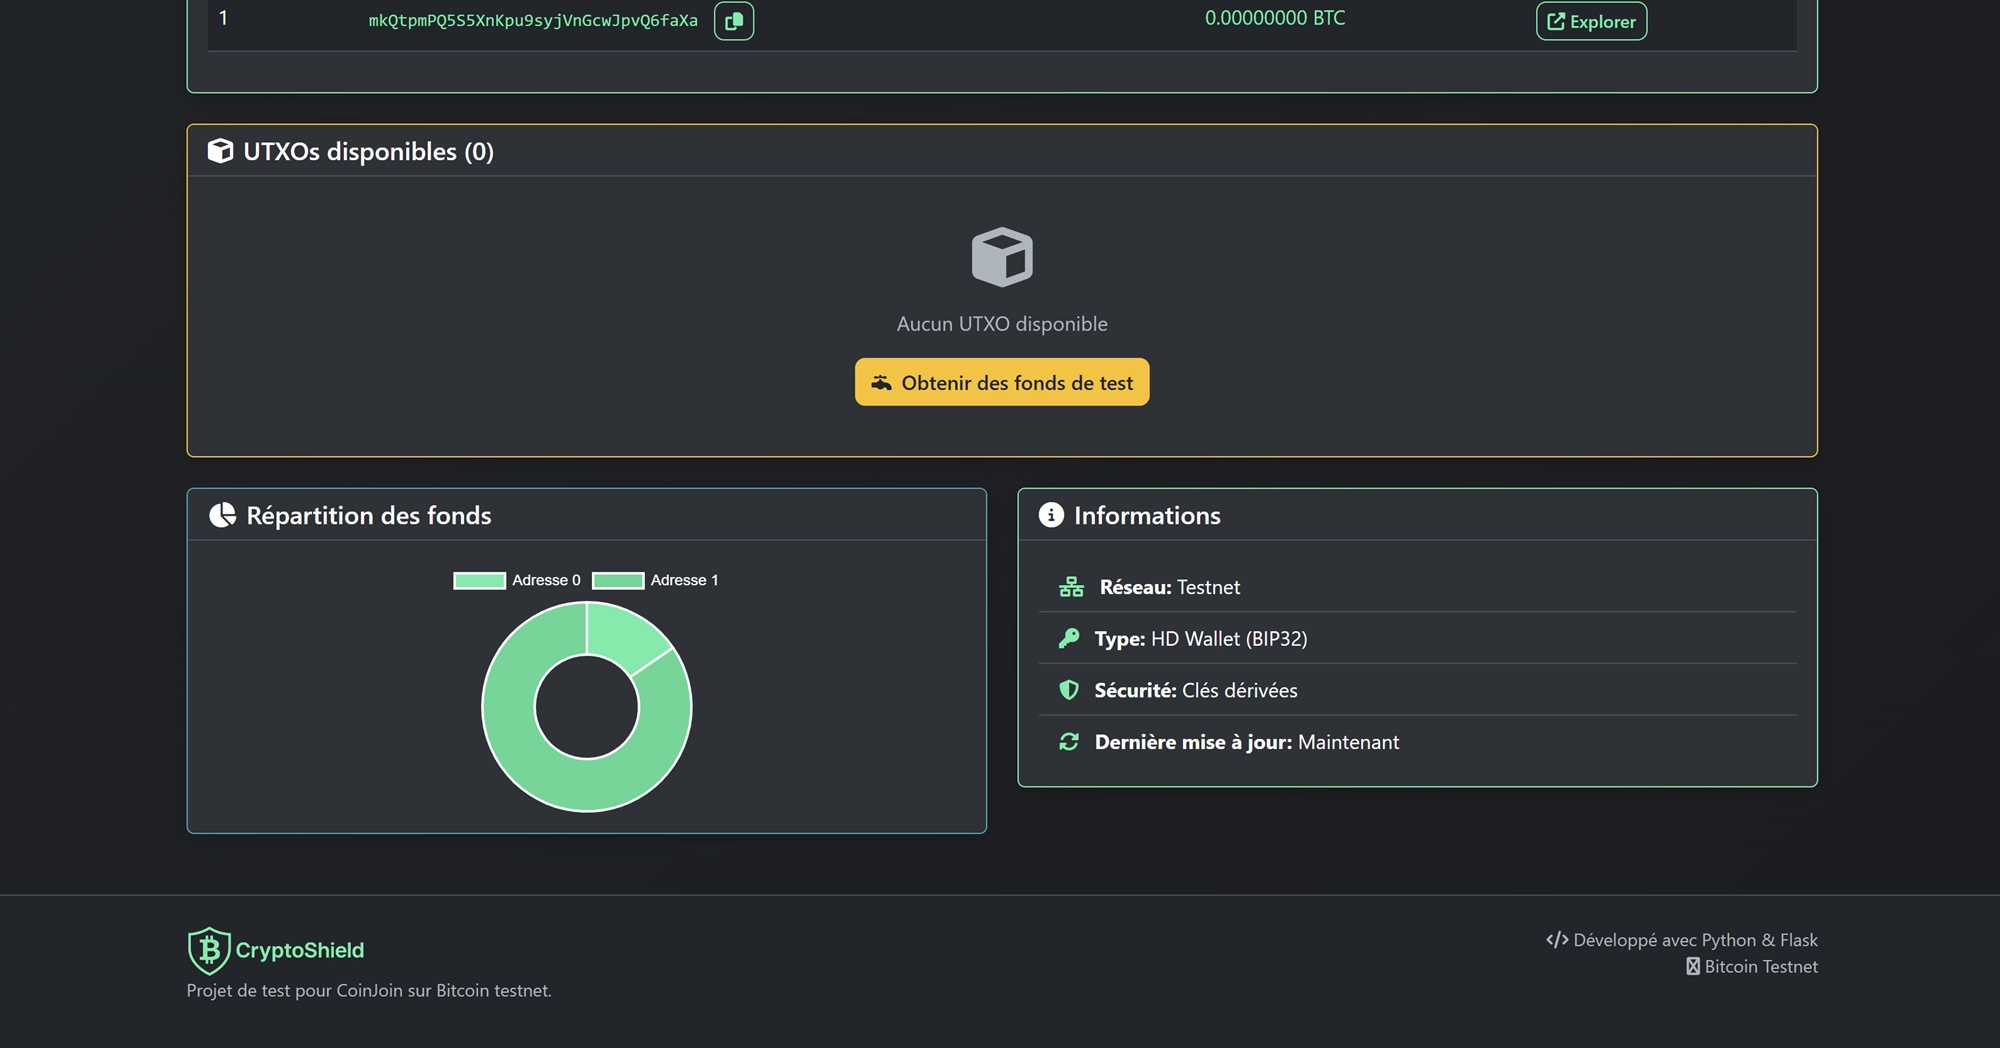 1 mkQtpmPQ5S5XnKpu9syjVnGcwJpvQ6faXa 0.00000000 BTC Explorer
UTXOs disponibles (0)
Aucun UTXO disponible
Obtenir des fonds de test
Répartition des fonds
Adresse 0 Adresse 1
Informations
Réseau: Testnet
Type: HD Wallet (BIP32)
Sécurité: Clés dérivées
Dernière mise à jour: Maintenant
CryptoShield
Projet de test pour CoinJoin sur Bitcoin testnet.
</> Développé avec Python & Flask
Bitcoin Testnet